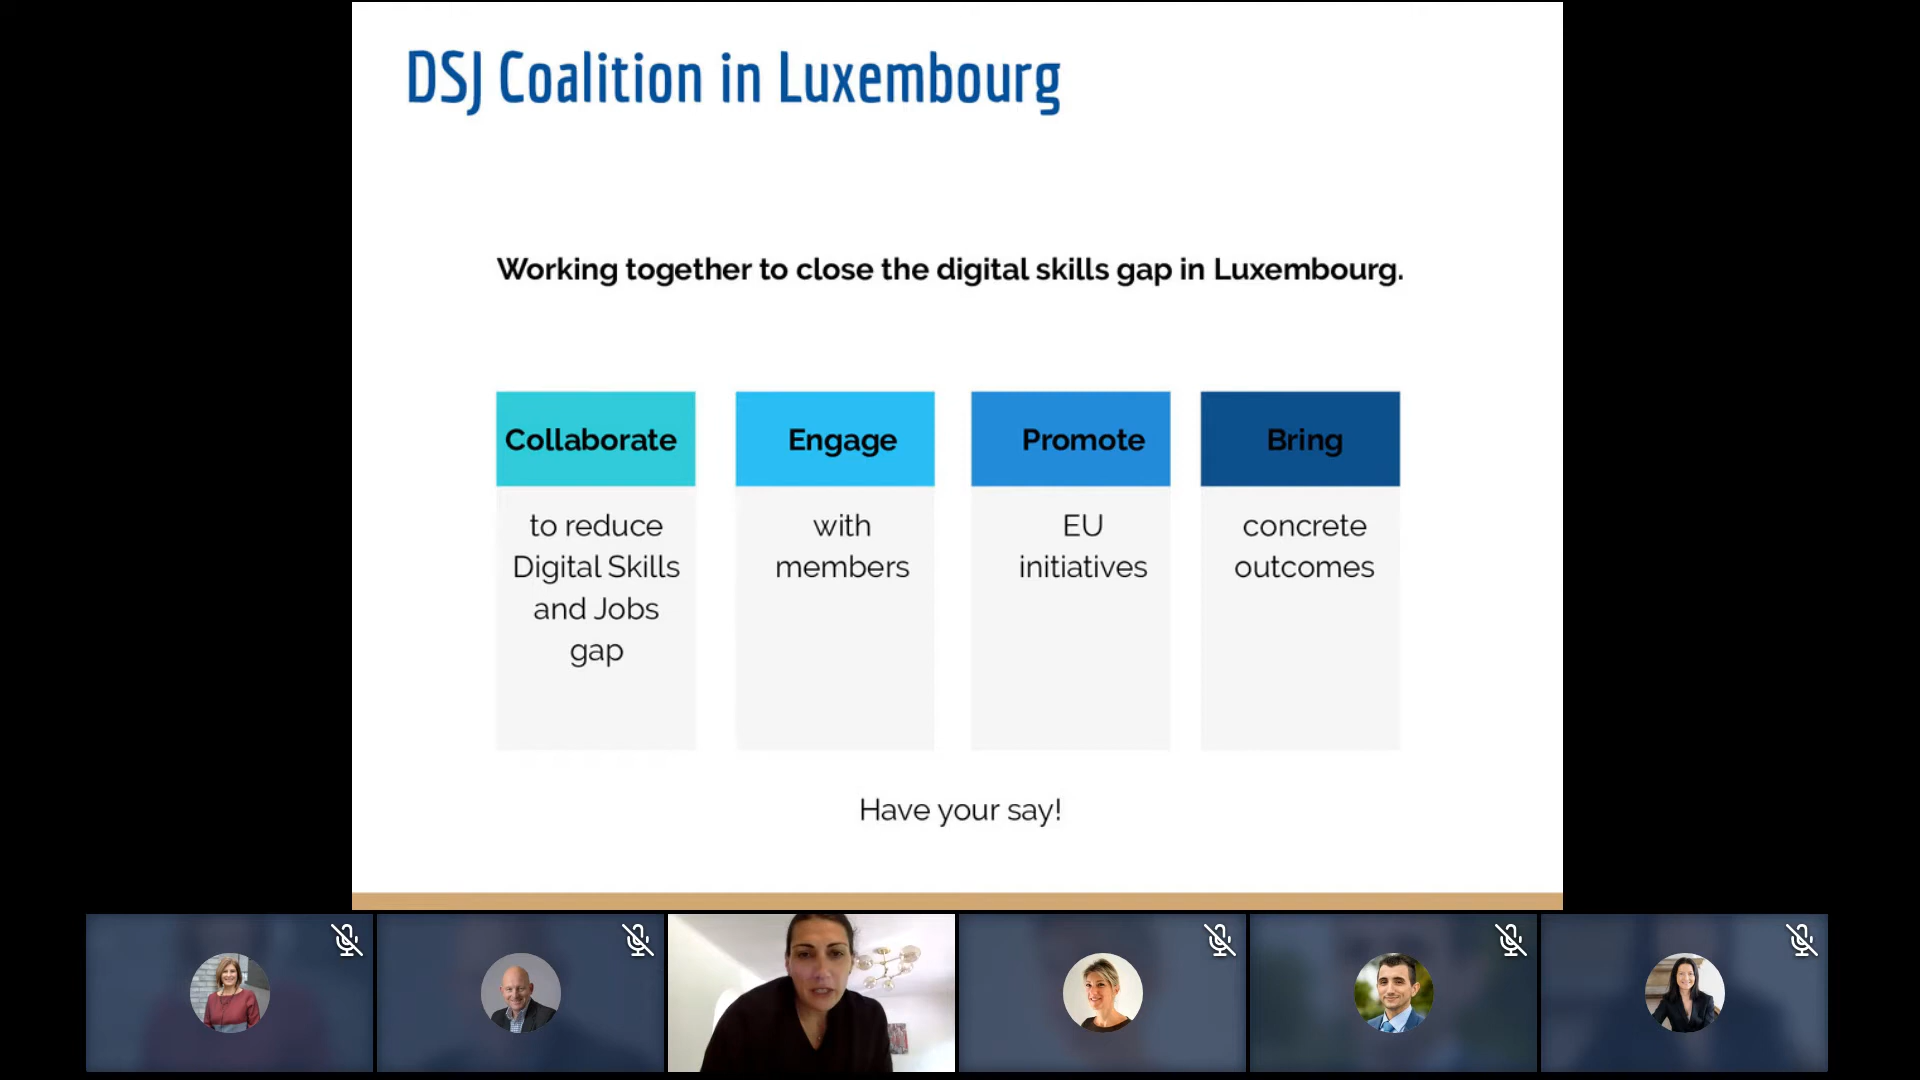 DSJ Coalition in Luxembourg
Working together to close the digital skills gap in Luxembourg.
Collaborate
to reduce
Digital Skills
and Jobs
gap
Engage
with
members
Promote
EU
initiatives
Bring
concrete
outcomes
Have your say!